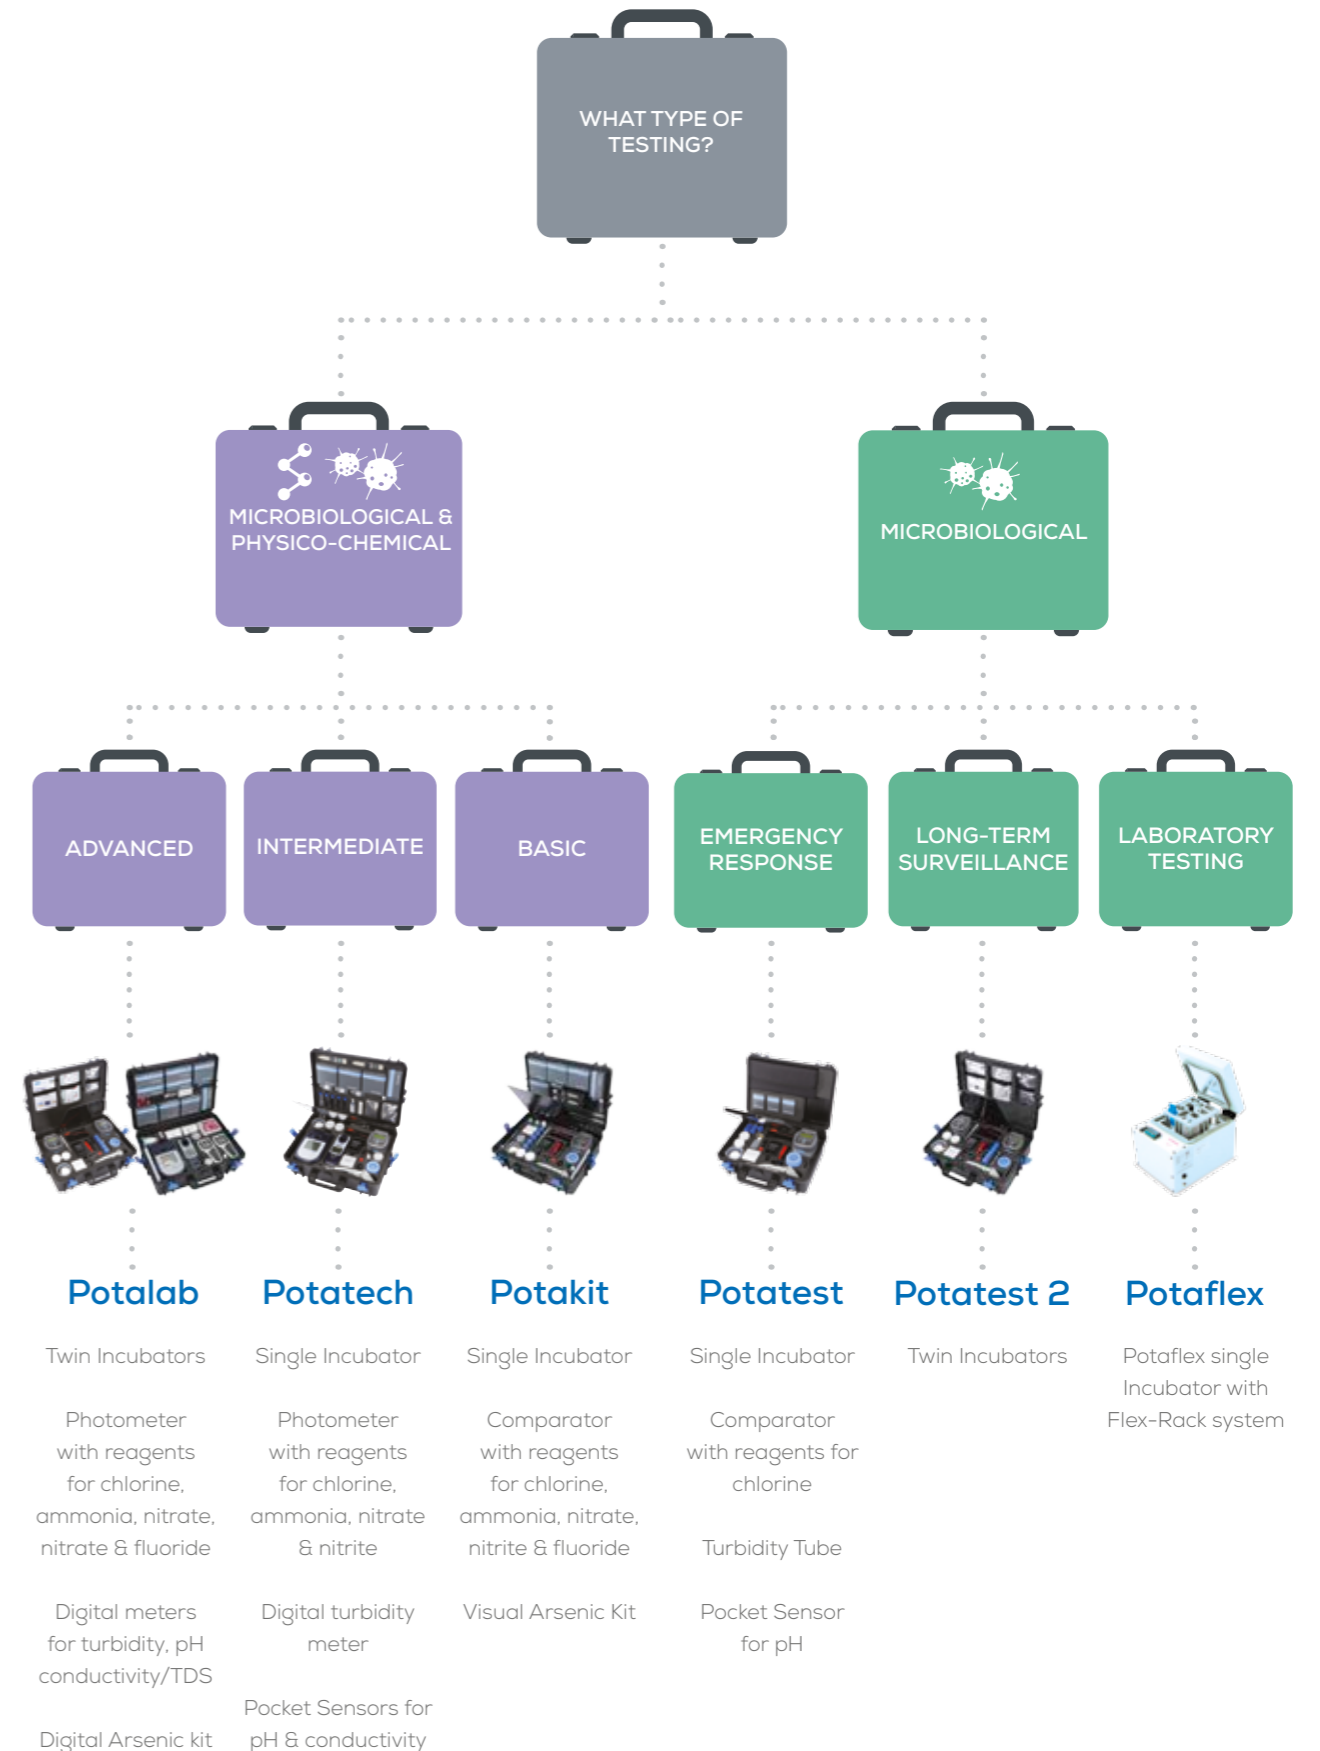 WHAT TYPE OF
TESTING?
MICROBIOLOGICAL &
PHYSICO-CHEMICAL
MICROBIOLOGICAL
ADVANCED
INTERMEDIATE
BASIC
EMERGENCY
RESPONSE
LONG-TERM
SURVEILLANCE
LABORATORY
TESTING
Potalab
Twin Incubators
Photometer
with reagents
for chlorine,
ammonia, nitrate,
nitrate & fluoride
Digital meters
for turbidity, pH
conductivity/TDS
Digital Arsenic kit
Potatech
Single Incubator
Photometer
with reagents
for chlorine,
ammonia, nitrate
& nitrite
Digital turbidity
meter
Pocket Sensors for
pH & conductivity
Potakit
Single Incubator
Comparator
with reagents
for chlorine,
ammonia, nitrate,
nitrite & fluoride
Visual Arsenic Kit
Potatest
Single Incubator
Comparator
with reagents for
chlorine
Turbidity Tube
Pocket Sensor
for pH
Potatest 2
Twin Incubators
Potaflex
Potaflex single
Incubator with
Flex-Rack system